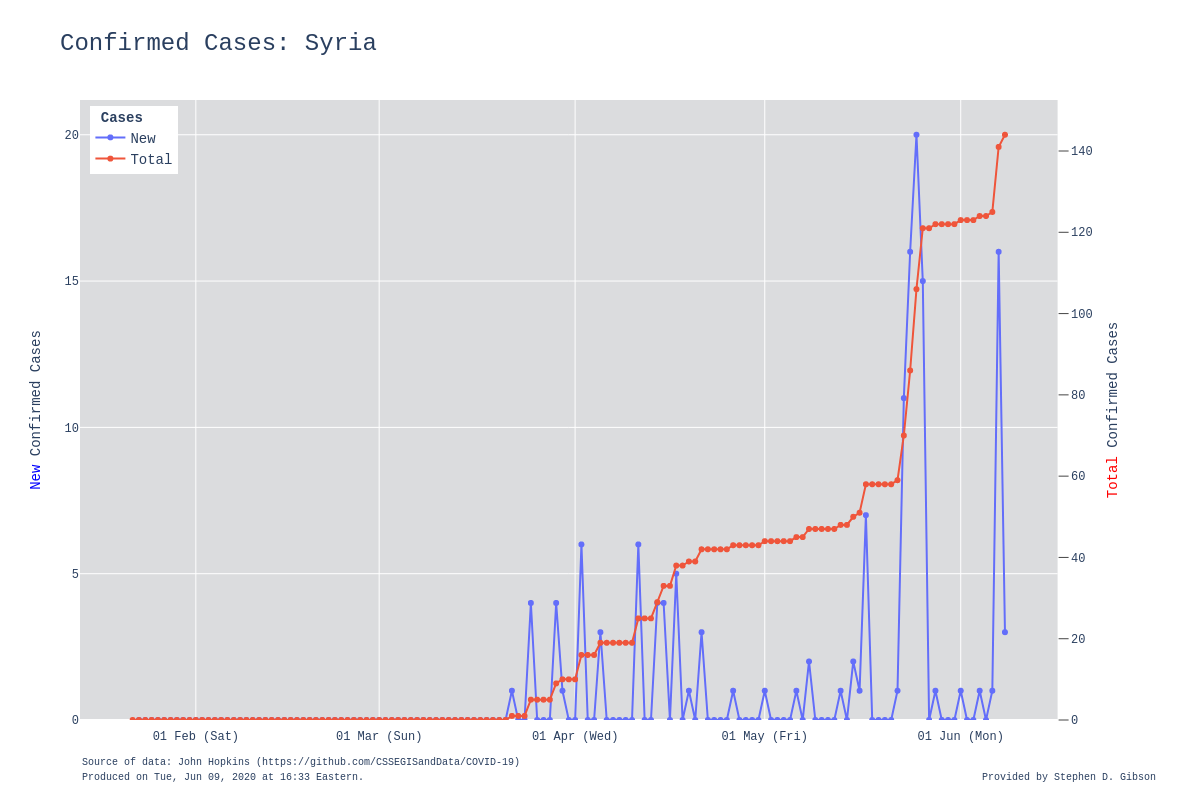 Confirmed Cases: Syria
Cases
New
Total
20
15
10
5
0
140
120
100
80
60
40
20
0
New Confirmed Cases
Total Confirmed Cases
01 Feb (Sat) 01 Mar (Sun) 01 Apr (Wed) 01 May (Fri) 01 Jun (Mon)
Source of data: John Hopkins (https://github.com/CSSEGISandData/COVID-19)
Produced on Tue, Jun 09, 2020 at 16:33 Eastern.
Provided by Stephen D. Gibson